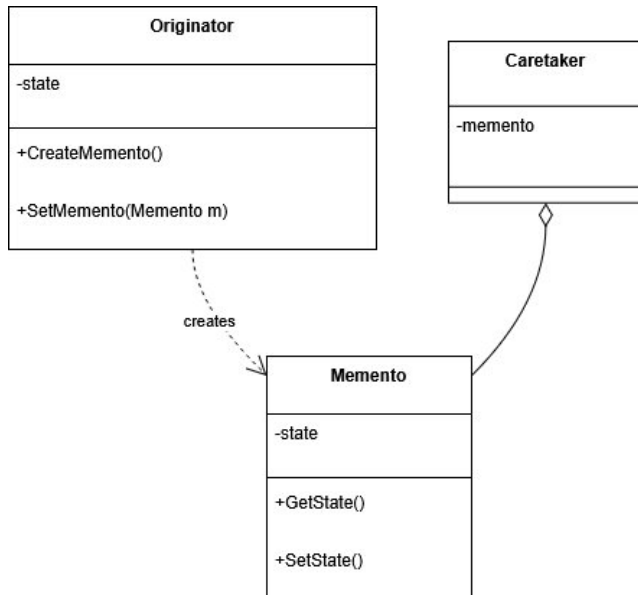 Originator
-state
+CreateMemento()
+SetMemento(Memento m)
Caretaker
-memento
creates
Memento
-state
+GetState()
+SetState()